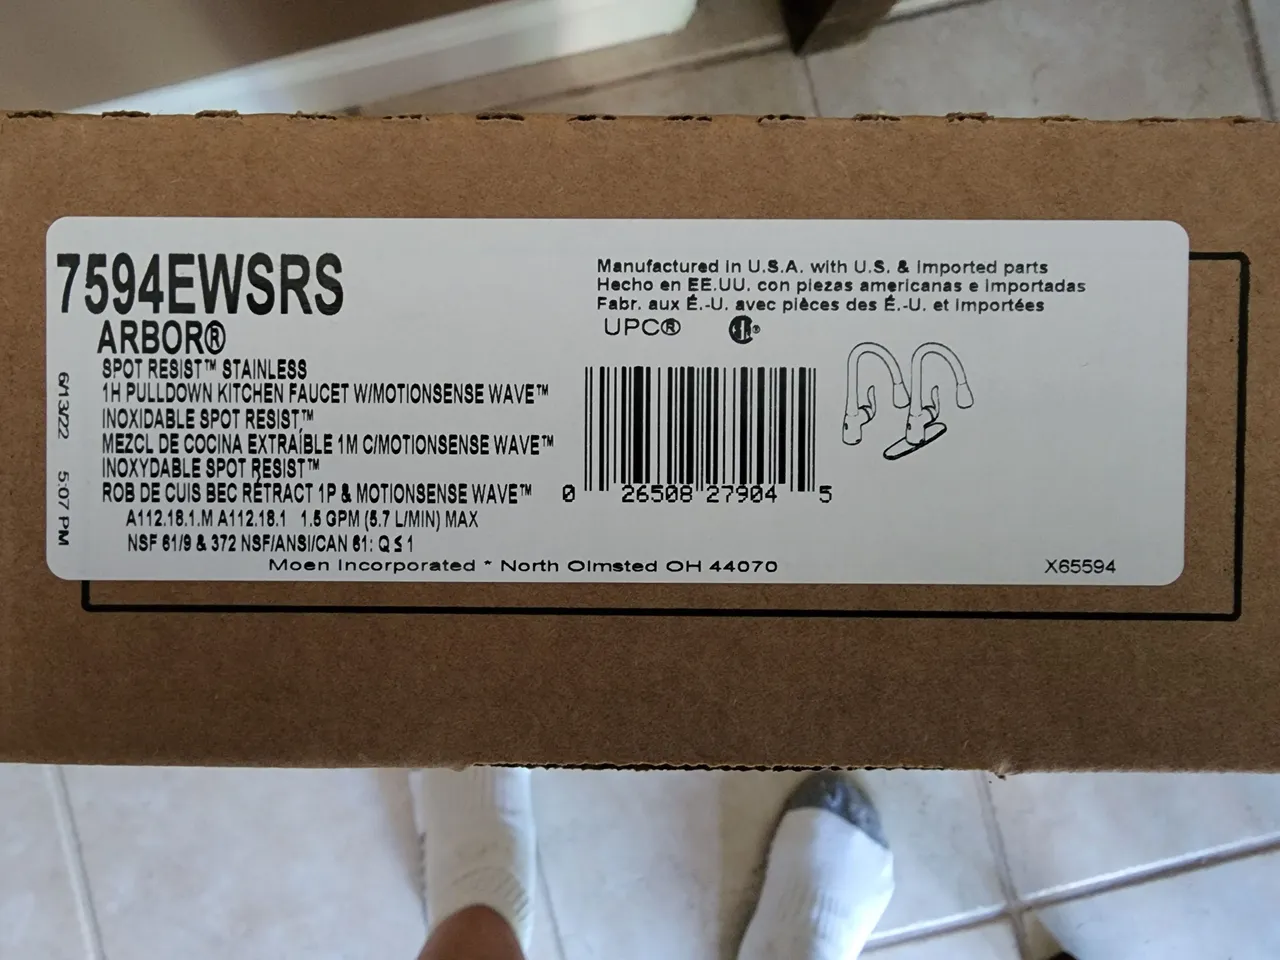 7594EWSRS
ARBOR®
SPOT RESIST™ STAINLESS
1H PULLDOWN KITCHEN FAUCET W/MOTIONSENSE WAVE™
INOXIDABLE SPOT RESIST™
MEZCL DE COCINA EXTRAÍBLE 1M C/MOTIONSENSE WAVE™
INOXYDABLE SPOT RESIST™
ROB DE CUIS BEC RÉTRACT 1P & MOTIONSENSE WAVE™
A112.18.1.M A112.18.1 1.5 GPM (5.7 L/MIN) MAX
NSF 61/9 & 372 NSF/ANSI/CAN 61: Q ≤ 1
Moen Incorporated * North Olmsted OH 44070
6/13/22 5:07 PM
Manufactured in U.S.A. with U.S. & Imported parts
Hecho en EE.UU. con piezas americanas e importadas
Fabr. aux É.-U. avec pièces des É.-U. et importées
UPC®
0 26508 27904 5
X65594